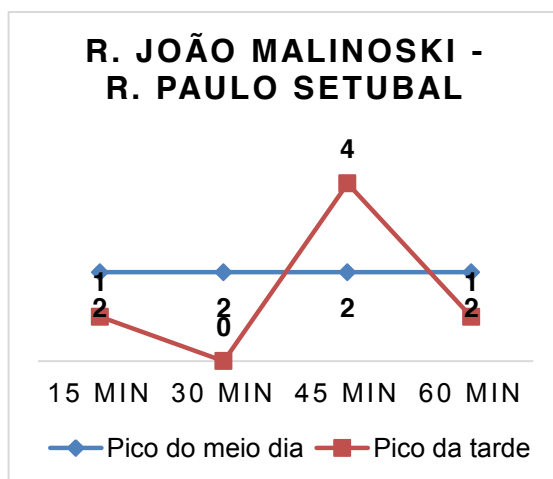 R. JOÃO MALINOSKI -
R. PAULO SETUBAL
4
1 2 1
2 0 2 2
15 MIN 30 MIN 45 MIN 60 MIN
Pico do meio dia Pico da tarde